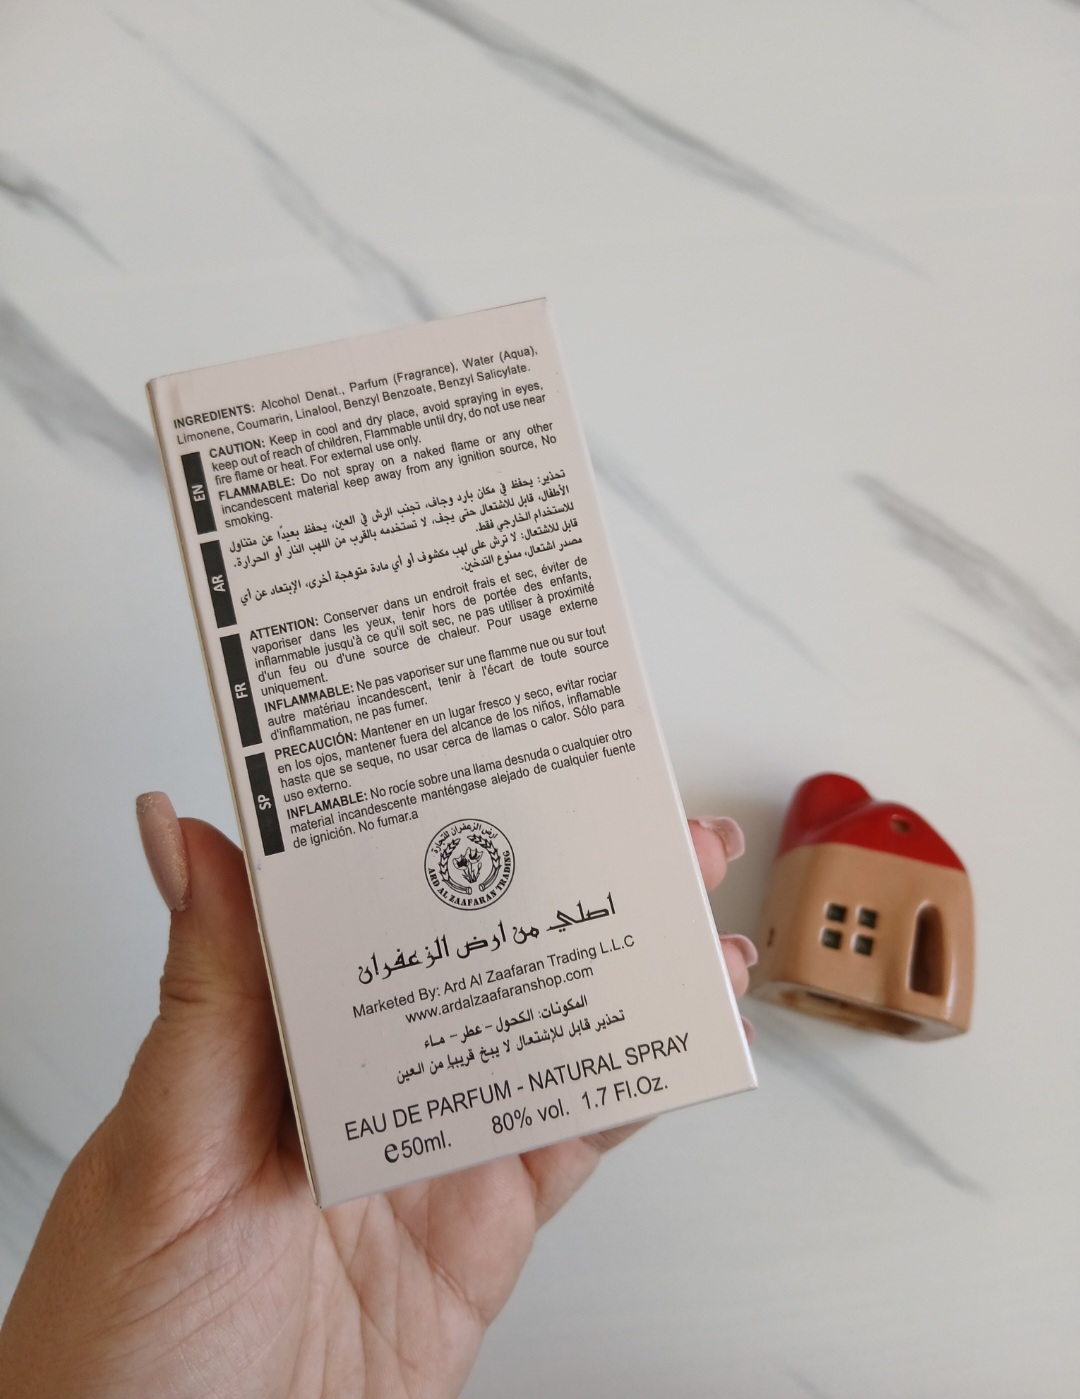 INGREDIENTS: Alcohol Denat., Parfum (Fragrance), Water (Aqua),
Limonene, Coumarin, Linalool, Benzyl Benzoate, Benzyl Salicylate.
EN
CAUTION: Keep in cool and dry place, avoid spraying in eyes,
keep out of reach of children, Flammable until dry, do not use near
fire flame or heat. For external use only.
FLAMMABLE: Do not spray on a naked flame or any other
incandescent material keep away from any ignition source, No
smoking.
AR
تحذير: يحفظ في مكان بارد وجاف، تجنب الرش في العين، يحفظ بعيدًا عن متناول
الأطفال، قابل للاشتعال حتى يجف، لا تستخدمه بالقرب من اللهب النار أو الحرارة.
للاستخدام الخارجي فقط.
قابل للاشتعال: لا ترش على لهب مكشوف أو أي مادة متوهجة أخرى، الإبتعاد عن أي
مصدر اشتعال، ممنوع التدخين.
FR
ATTENTION: Conserver dans un endroit frais et sec, éviter de
vaporiser dans les yeux, tenir hors de portée des enfants,
inflammable jusqu'à ce qu'il soit sec, ne pas utiliser à proximité
d'un feu ou d'une source de chaleur. Pour usage externe
uniquement.
INFLAMMABLE: Ne pas vaporiser sur une flamme nue ou sur tout
autre matériau incandescent, tenir à l'écart de toute source
d'inflammation, ne pas fumer.
SP
PRECAUCIÓN: Mantener en un lugar fresco y seco, evitar rociar
en los ojos, mantener fuera del alcance de los niños, inflamable
hasta que se seque, no usar cerca de llamas o calor. Sólo para
uso externo.
INFLAMABLE: No rocíe sobre una llama desnuda o cualquier otro
material incandescente manténgase alejado de cualquier fuente
de ignición. No fumar.a
أرض الزعفران للتجارة
ARD AL ZAAFARAN TRADING
أصلي من أرض الزعفران
Marketed By: Ard Al Zaafaran Trading L.L.C
www.ardalzaafaranshop.com
المكونات: الكحول - عطر - ماء
تحذير قابل للإشتعال لا يبخ قريبا من العين
EAU DE PARFUM - NATURAL SPRAY
e50ml. 80% vol. 1.7 Fl.Oz.